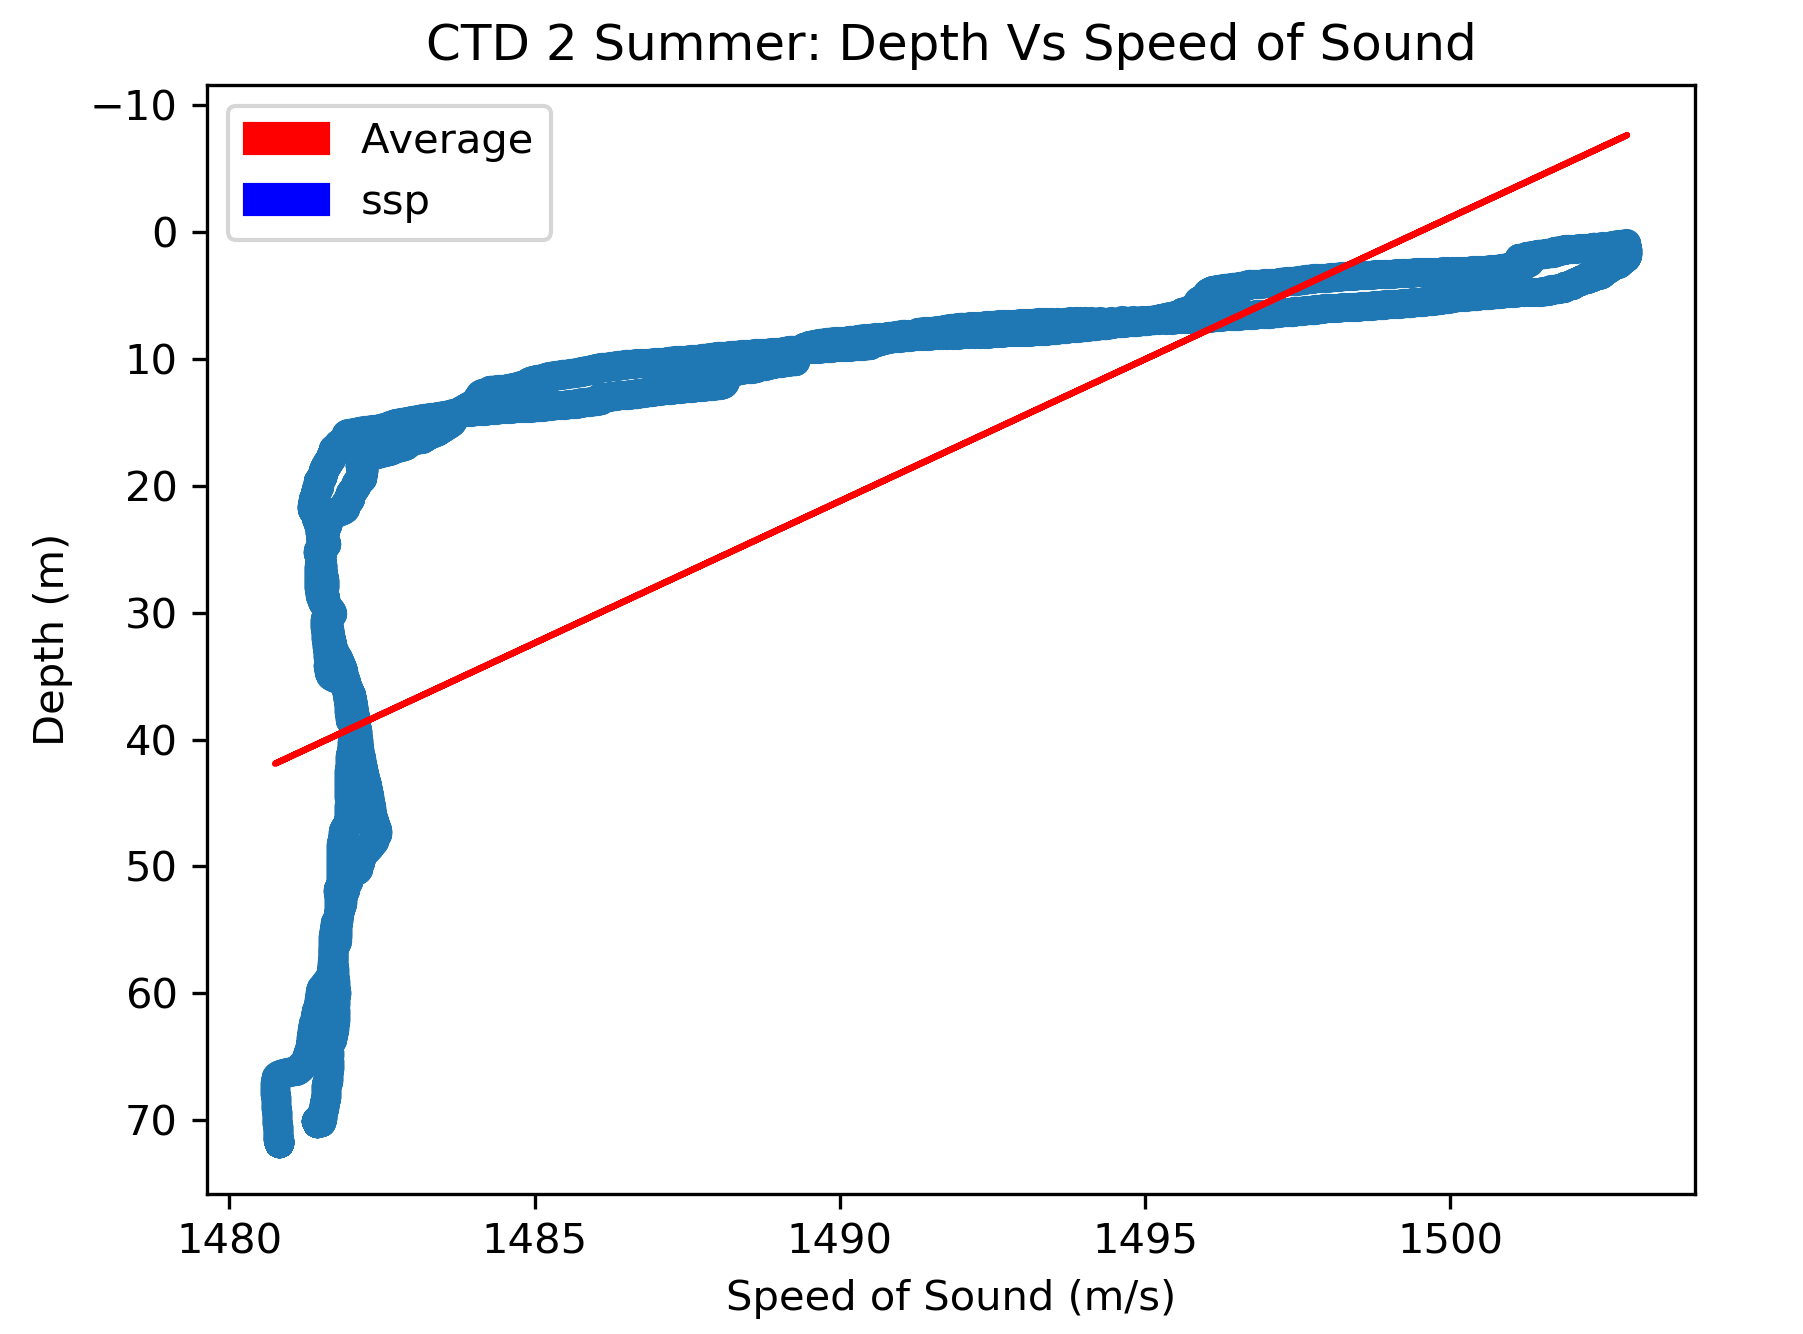 CTD 2 Summer: Depth Vs Speed of Sound
Average
ssp
−10
0
10
20
30
40
50
60
70
Depth (m)
1480 1485 1490 1495 1500
Speed of Sound (m/s)